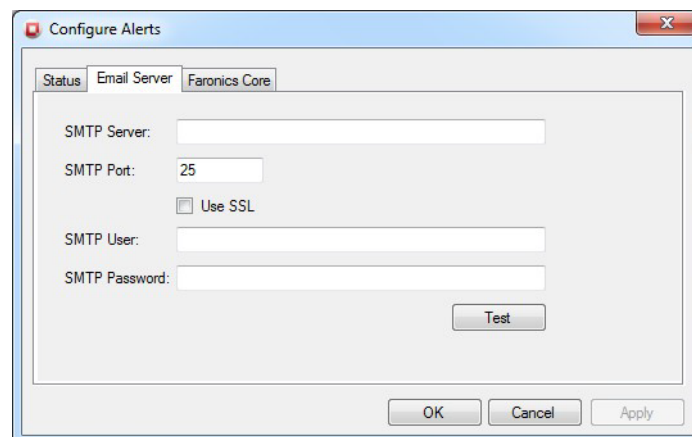 Configure Alerts
Status Email Server Faronics Core
SMTP Server:
SMTP Port: 25
Use SSL
SMTP User:
SMTP Password:
Test
OK Cancel Apply